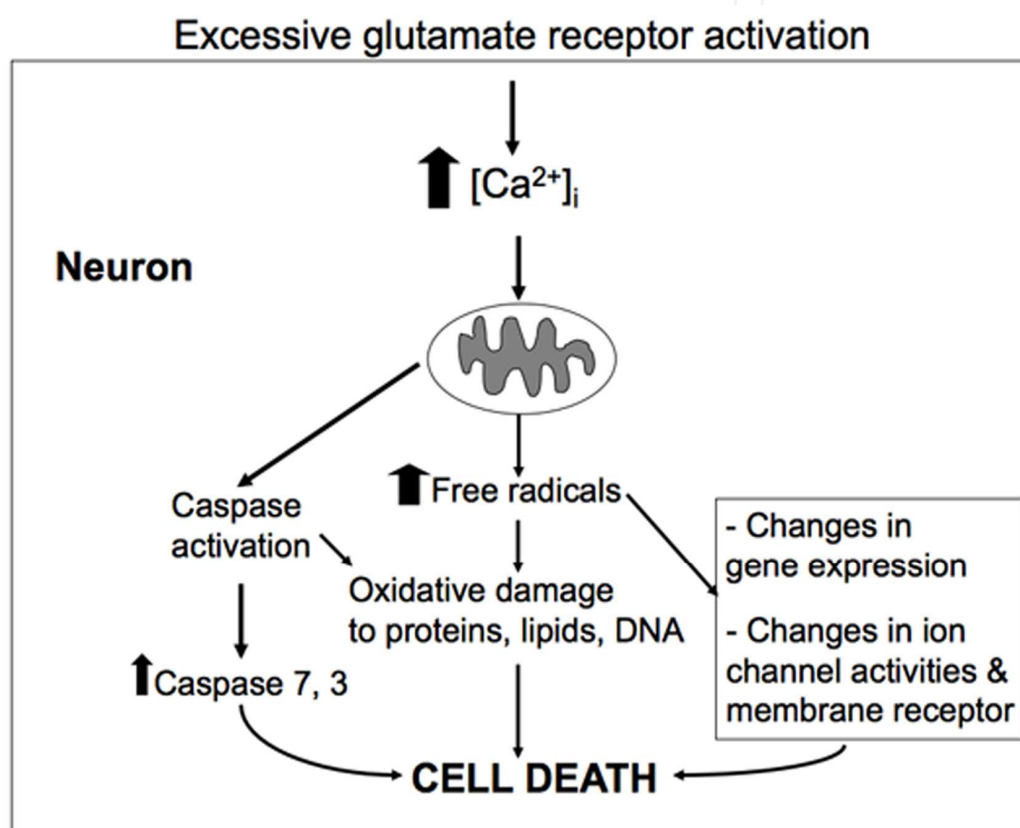 Excessive glutamate receptor activation
[Ca²⁺]ᵢ
Neuron
Free radicals
Caspase
activation
- Changes in
gene expression
Oxidative damage
to proteins, lipids, DNA
- Changes in ion
channel activities &
membrane receptor
Caspase 7, 3
CELL DEATH